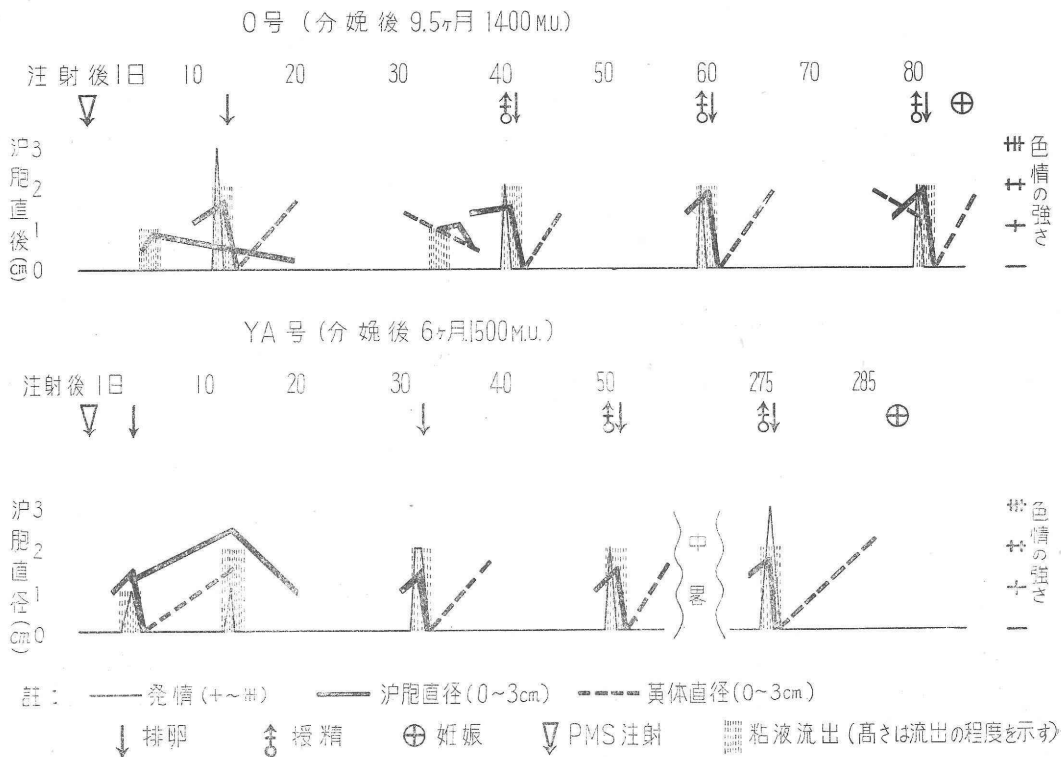 O号(分娩後 9.5ヶ月 1400 M.U.)
注射後1日 10 20 30 40 50 60 70 80
沪胞直後(cm)
3
2
1
0
色情の強さ
卅
++
+
—
YA号(分娩後 6ヶ月 1500 M.U.)
注射後1日 10 20 30 40 50 275 285
沪胞直径(cm)
3
2
1
0
中畧
色情の強さ
卅
++
+
—
註: 発情(+~卅) 沪胞直径(0~3cm) 黃体直径(0~3cm)
排卵 授精 妊娠 PMS注射 粘液流出(髙さは流出の程度を示す)